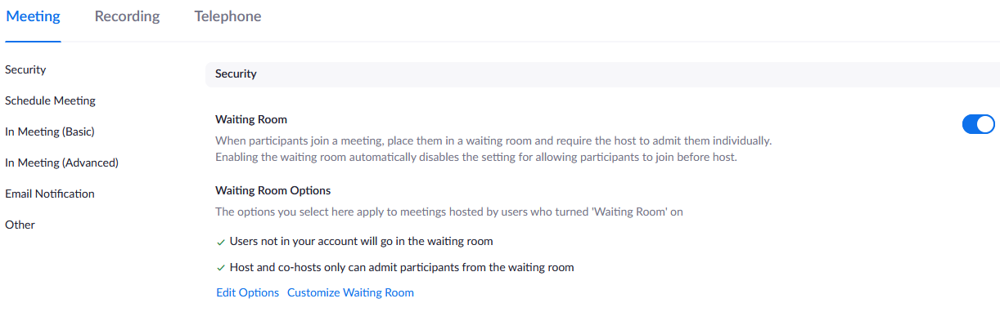 Meeting Recording Telephone
Security
Schedule Meeting
In Meeting (Basic)
In Meeting (Advanced)
Email Notification
Other
Security
Waiting Room
When participants join a meeting, place them in a waiting room and require the host to admit them individually.
Enabling the waiting room automatically disables the setting for allowing participants to join before host.
Waiting Room Options
The options you select here apply to meetings hosted by users who turned 'Waiting Room' on
Users not in your account will go in the waiting room
Host and co-hosts only can admit participants from the waiting room
Edit Options Customize Waiting Room